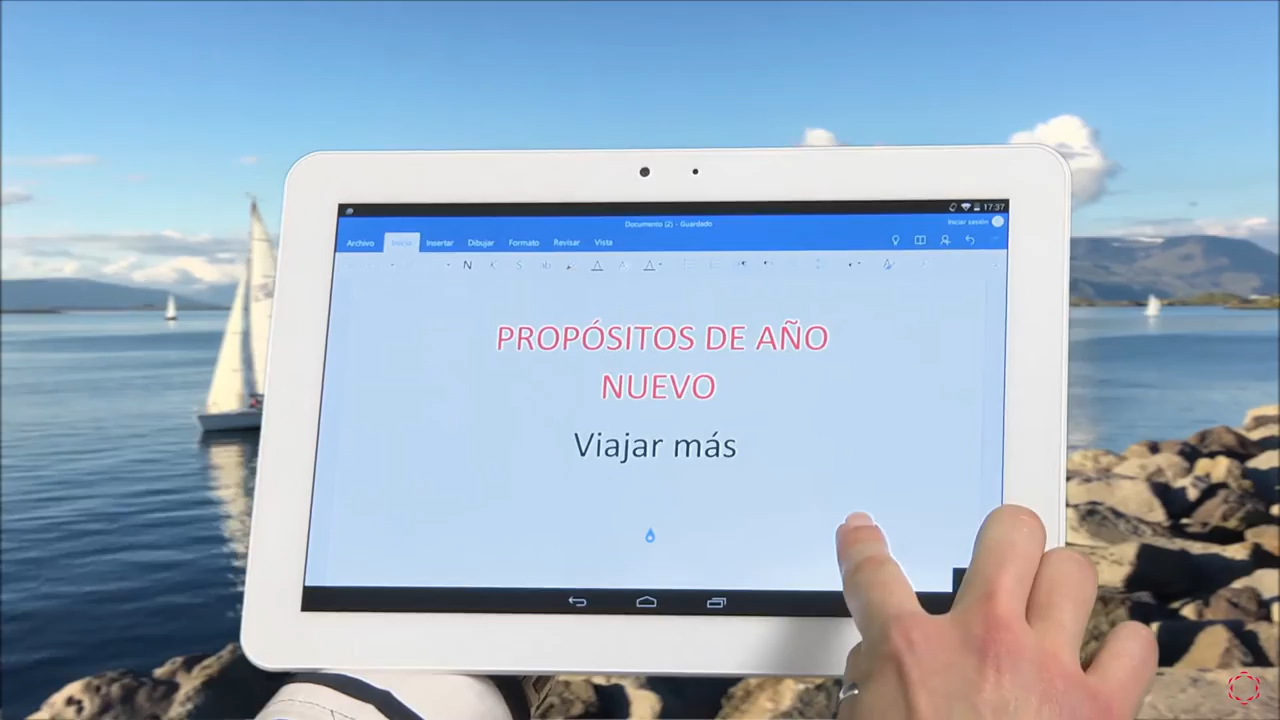 17:37
Documento (2) - Guardado
Iniciar sesión
Archivo Inicio Insertar Dibujar Formato Revisar Vista
N K S ab A A
PROPÓSITOS DE AÑO
NUEVO
Viajar más